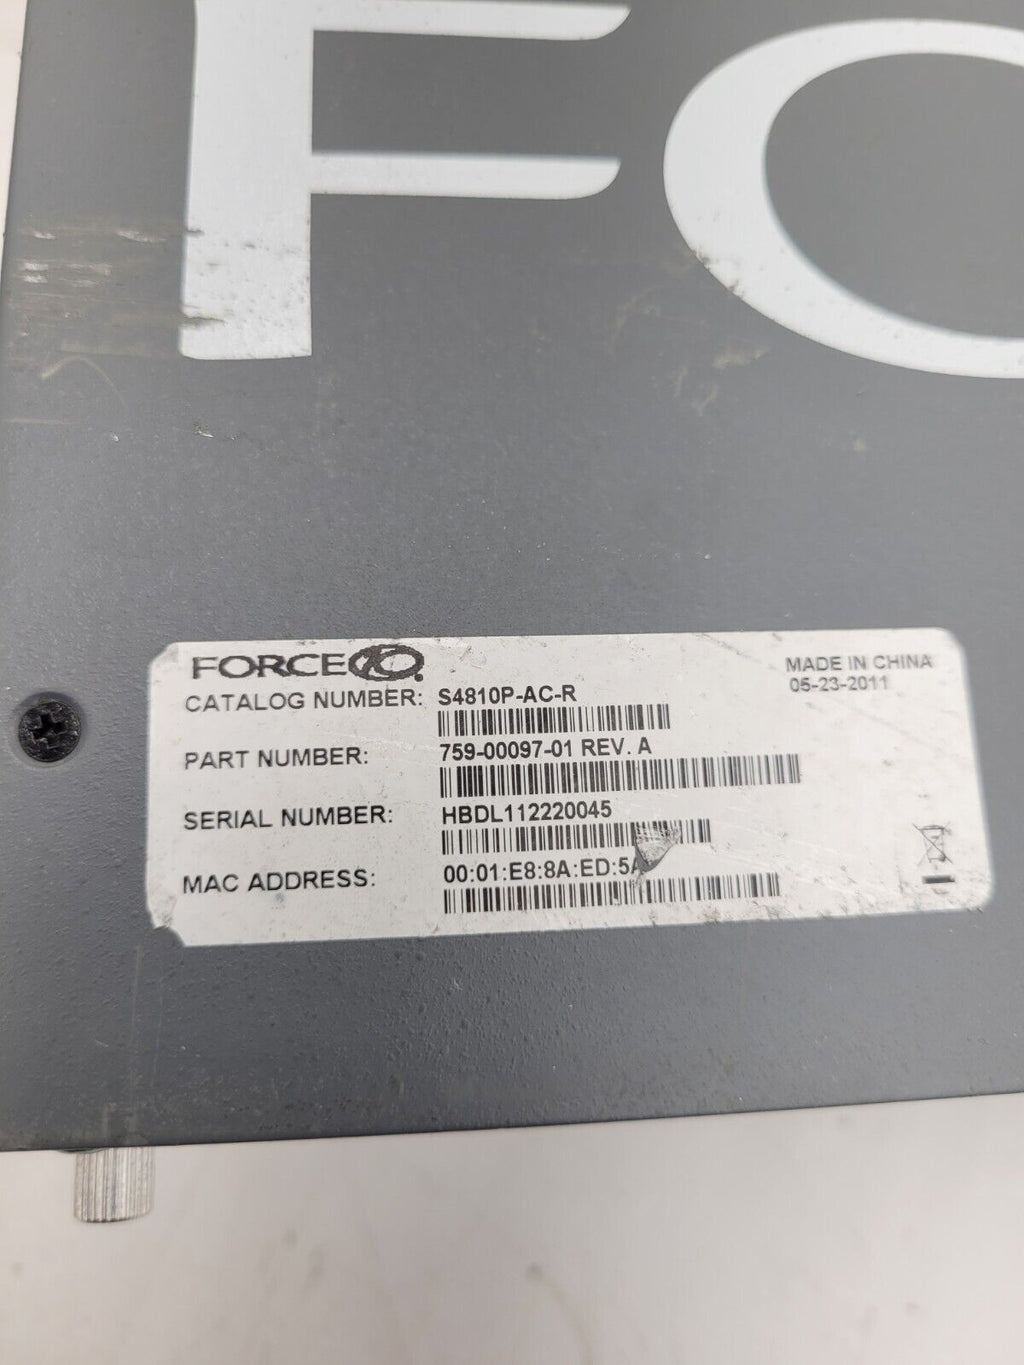 FO
FORCE10
MADE IN CHINA
05-23-2011
CATALOG NUMBER: S4810P-AC-R
PART NUMBER: 759-00097-01 REV. A
SERIAL NUMBER: HBDL112220045
MAC ADDRESS: 00:01:E8:8A:ED:5A